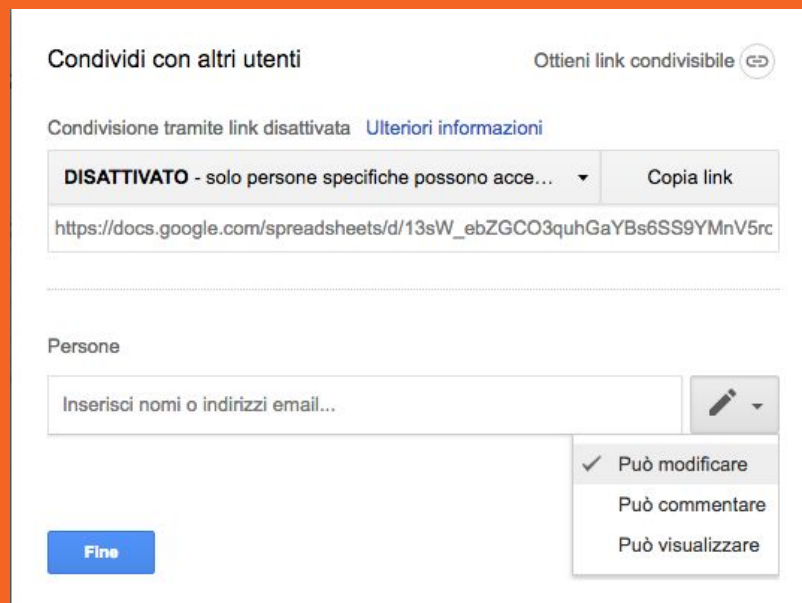 Condividi con altri utenti
Ottieni link condivisibile
Condivisione tramite link disattivata Ulteriori informazioni
DISATTIVATO - solo persone specifiche possono acce...
Copia link
https://docs.google.com/spreadsheets/d/13sW_ebZGCO3quhGaYBs6SS9YMnV5rc
Persone
Inserisci nomi o indirizzi email...
Può modificare
Può commentare
Può visualizzare
Fine